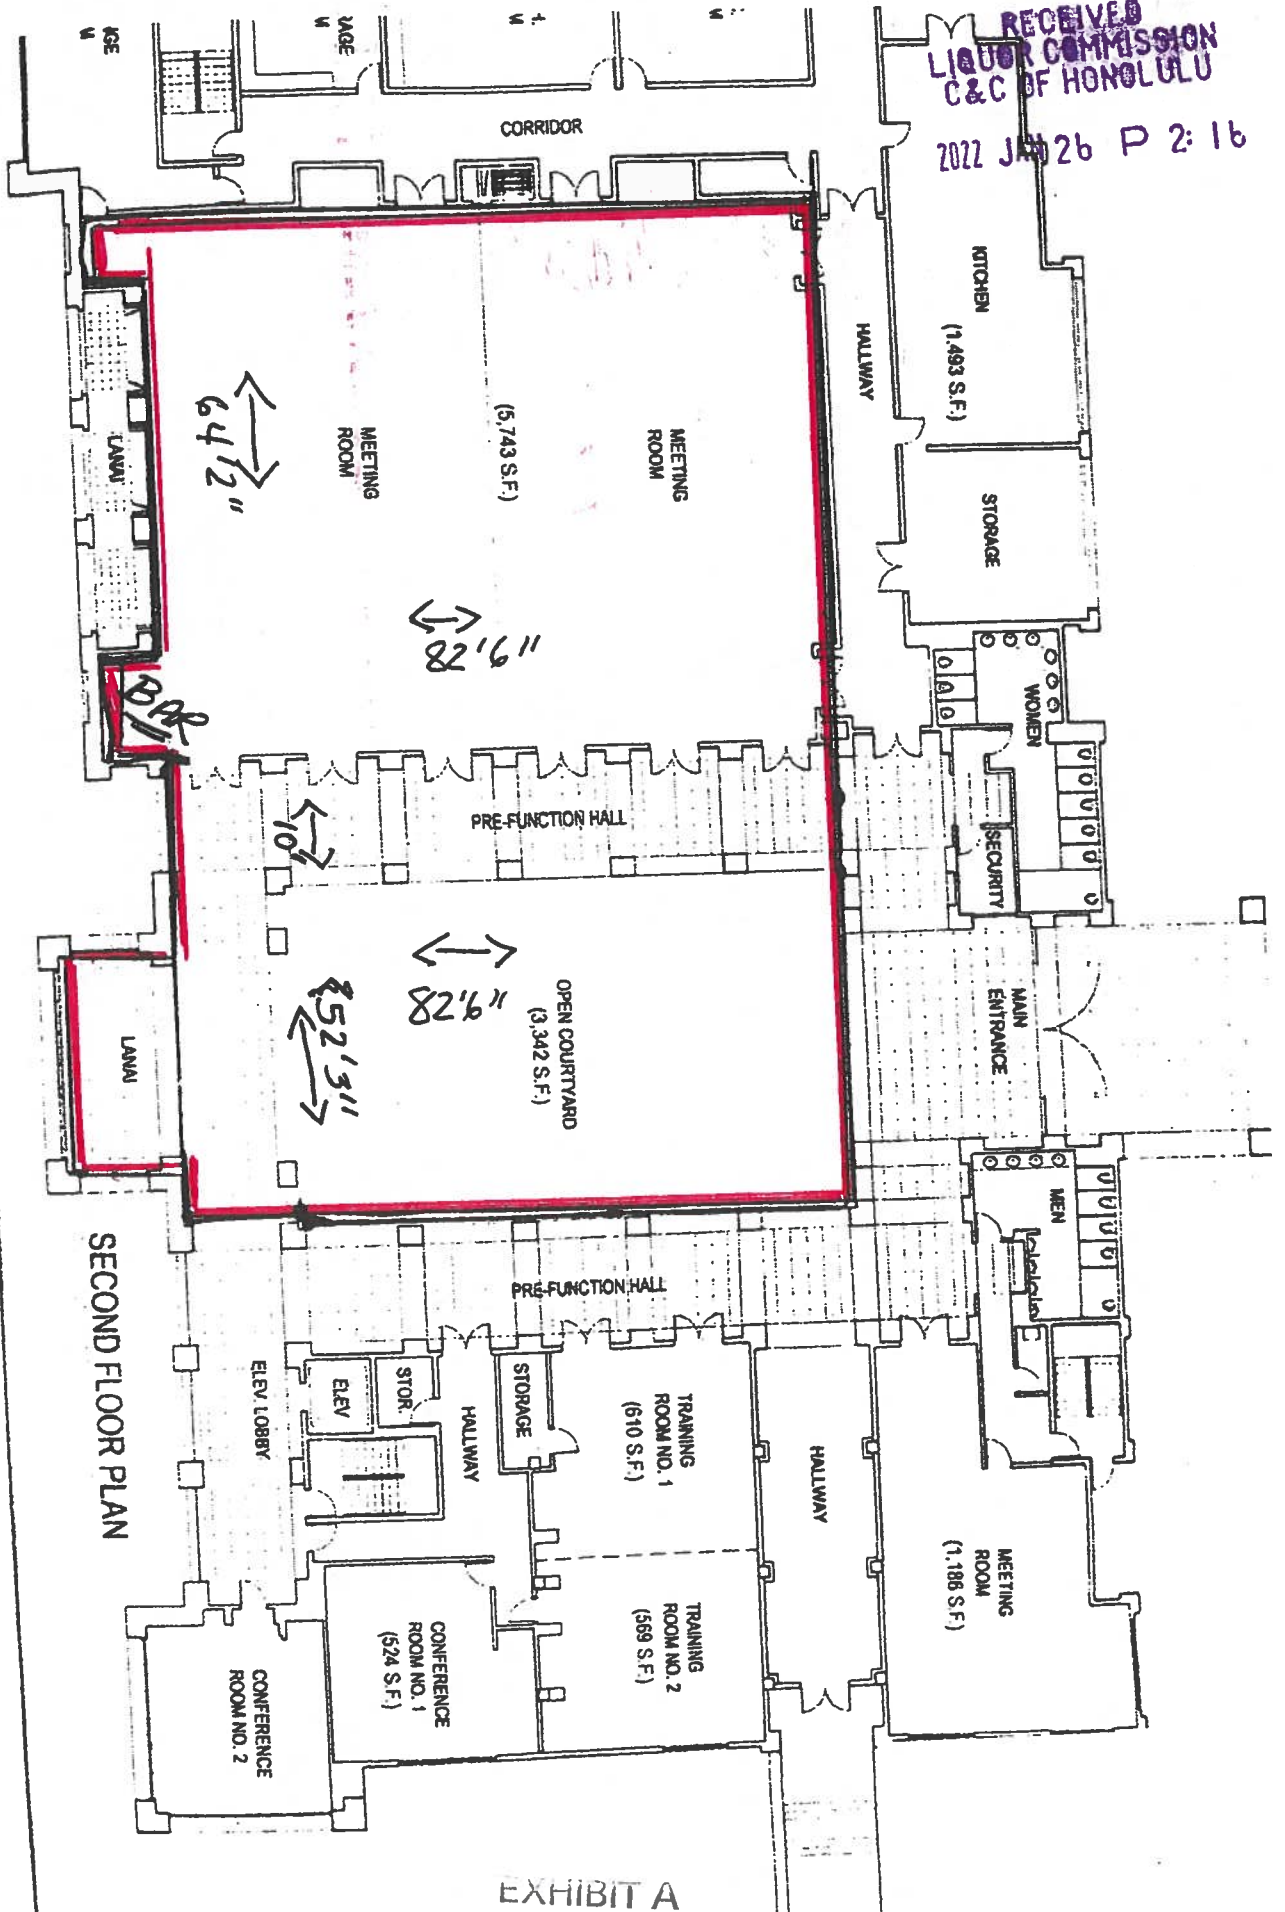 RECEIVED
LIQUOR COMMISSION
C&C OF HONOLULU
2022 JAN 26 P 2:16
CORRIDOR
KITCHEN
(1,493 S.F.)
HALLWAY
STORAGE
MEETING
ROOM
(5,743 S.F.)
MEETING
ROOM
LANAI
64'2"
82'6"
BAR
WOMEN
SECURITY
PRE-FUNCTION HALL
10'
MAIN
ENTRANCE
OPEN COURTYARD
(3,342 S.F.)
82'6"
52'3"
LANAI
MEN
PRE-FUNCTION HALL
SECOND FLOOR PLAN
ELEV LOBBY
ELEV
STOR.
HALLWAY
STORAGE
TRAINING
ROOM NO. 1
(610 S.F.)
HALLWAY
MEETING
ROOM
(1,186 S.F.)
TRAINING
ROOM NO. 2
(569 S.F.)
CONFERENCE
ROOM NO. 1
(524 S.F.)
CONFERENCE
ROOM NO. 2
EXHIBIT A